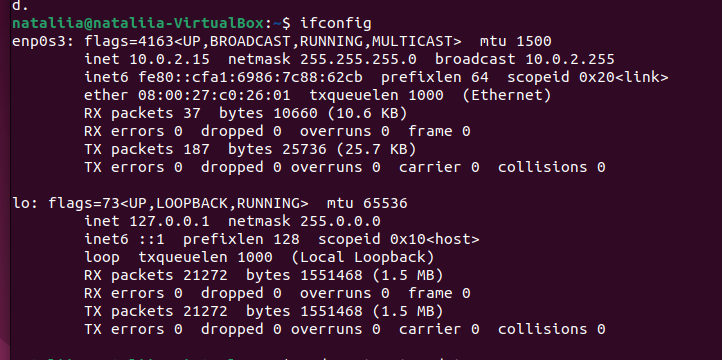 d.
nataliia@nataliia-VirtualBox:~$ ifconfig
enp0s3: flags=4163<UP,BROADCAST,RUNNING,MULTICAST>  mtu 1500
        inet 10.0.2.15  netmask 255.255.255.0  broadcast 10.0.2.255
        inet6 fe80::cfa1:6986:7c88:62cb  prefixlen 64  scopeid 0x20<link>
        ether 08:00:27:c0:26:01  txqueuelen 1000  (Ethernet)
        RX packets 37  bytes 10660 (10.6 KB)
        RX errors 0  dropped 0  overruns 0  frame 0
        TX packets 187  bytes 25736 (25.7 KB)
        TX errors 0  dropped 0 overruns 0  carrier 0  collisions 0

lo: flags=73<UP,LOOPBACK,RUNNING>  mtu 65536
        inet 127.0.0.1  netmask 255.0.0.0
        inet6 ::1  prefixlen 128  scopeid 0x10<host>
        loop  txqueuelen 1000  (Local Loopback)
        RX packets 21272  bytes 1551468 (1.5 MB)
        RX errors 0  dropped 0  overruns 0  frame 0
        TX packets 21272  bytes 1551468 (1.5 MB)
        TX errors 0  dropped 0 overruns 0  carrier 0  collisions 0